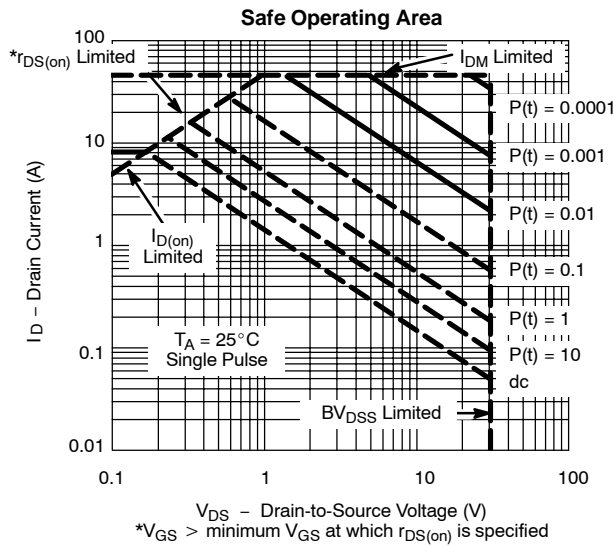 Safe Operating Area
100
*rDS(on) Limited
IDM Limited
P(t) = 0.0001
10
P(t) = 0.001
P(t) = 0.01
ID(on)
Limited
1
P(t) = 0.1
ID – Drain Current (A)
P(t) = 1
TA = 25°C
Single Pulse
0.1
P(t) = 10
dc
BVDSS Limited
0.01
0.1
1
10
100
VDS – Drain-to-Source Voltage (V)
*VGS > minimum VGS at which rDS(on) is specified